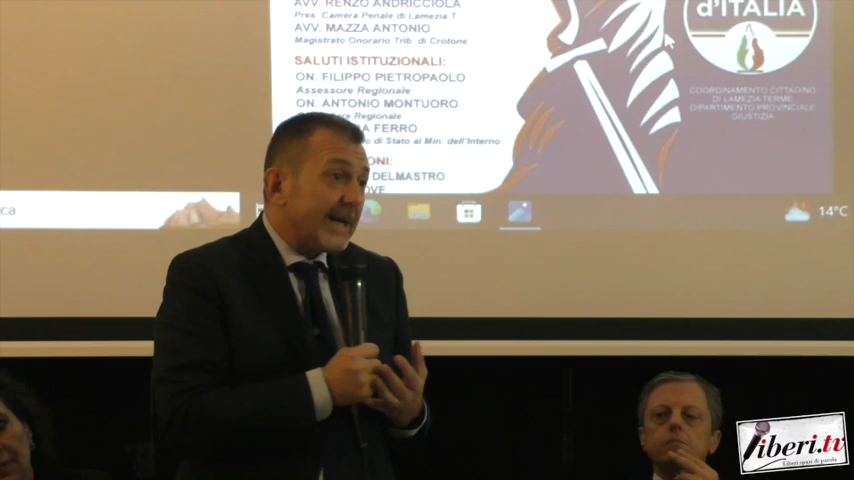 AVV. RENZO ANDRICCIOLA
Pres. Camera Penale di Lamezia T.
AVV. MAZZA ANTONIO
Magistrato Onorario Trib. di Crotone
SALUTI ISTITUZIONALI:
ON. FILIPPO PIETROPAOLO
Assessore Regionale
ON. ANTONIO MONTUORO
Regionale
FERRO
di Stato al Min. dell'Interno
DELMASTRO
d'ITALIA
COORDINAMENTO CITTADINO
DI LAMEZIA TERME
DIPARTIMENTO PROVINCIALE
GIUSTIZIA
ca
14°C
liberi.tv
Liberi spazi di parola